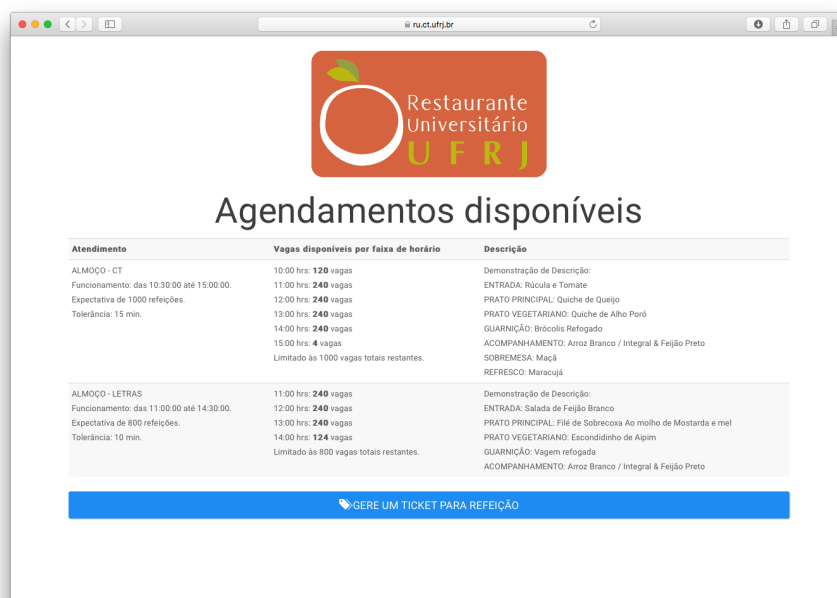 ru.ct.ufrj.br
Restaurante
Universitário
UFRJ
Agendamentos disponíveis
Atendimento
Vagas disponíveis por faixa de horário
Descrição
ALMOÇO - CT
Funcionamento: das 10:30:00 até 15:00:00.
Expectativa de 1000 refeições.
Tolerância: 15 min.
10:00 hrs: 120 vagas
11:00 hrs: 240 vagas
12:00 hrs: 240 vagas
13:00 hrs: 240 vagas
14:00 hrs: 240 vagas
15:00 hrs: 4 vagas
Limitado às 1000 vagas totais restantes.
Demonstração de Descrição:
ENTRADA: Rúcula e Tomate
PRATO PRINCIPAL: Quiche de Queijo
PRATO VEGETARIANO: Quiche de Alho Poró
GUARNIÇÃO: Brócolis Refogado
ACOMPANHAMENTO: Arroz Branco / Integral & Feijão Preto
SOBREMESA: Maçã
REFRESCO: Maracujá
ALMOÇO - LETRAS
Funcionamento: das 11:00:00 até 14:30:00.
Expectativa de 800 refeições.
Tolerância: 10 min.
11:00 hrs: 240 vagas
12:00 hrs: 240 vagas
13:00 hrs: 240 vagas
14:00 hrs: 124 vagas
Limitado às 800 vagas totais restantes.
Demonstração de Descrição:
ENTRADA: Salada de Feijão Branco
PRATO PRINCIPAL: Filé de Sobrecoxa Ao molho de Mostarda e mel
PRATO VEGETARIANO: Escondidinho de Aipim
GUARNIÇÃO: Vagem refogada
ACOMPANHAMENTO: Arroz Branco / Integral & Feijão Preto
GERE UM TICKET PARA REFEIÇÃO